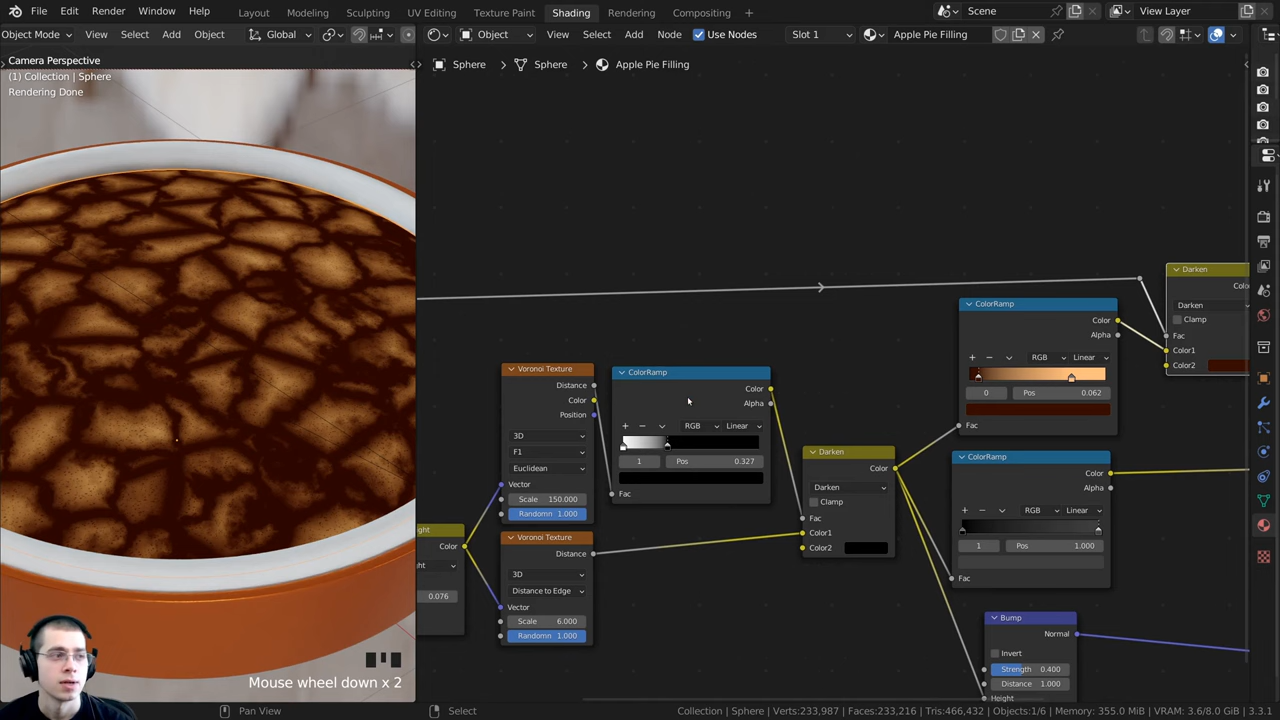 File Edit Render Window Help Layout Modeling Sculpting UV Editing Texture Paint Shading Rendering Compositing Scene View Layer
Object Mode View Select Add Object Global Object View Select Add Node Use Nodes Slot 1 Apple Pie Filling
Camera Perspective
(1) Collection | Sphere
Rendering Done
Sphere > Sphere > Apple Pie Filling
Voronoi Texture
Distance
Color
Position
3D
F1
Euclidean
Vector
Scale 150.000
Randomn 1.000
Voronoi Texture
Distance
3D
Distance to Edge
Vector
Scale 6.000
Randomn 1.000
Color
0.076
ColorRamp
Color
Alpha
RGB Linear
1 Pos 0.327
Fac
Darken
Color
Darken
Clamp
Fac
Color1
Color2
ColorRamp
Color
Alpha
RGB Linear
0 Pos 0.062
Fac
ColorRamp
Color
Alpha
RGB Linear
1 Pos 1.000
Fac
Bump
Normal
Invert
Strength 0.400
Distance 1.000
Height
Darken
Darken
Clamp
Fac
Color1
Color2
Mouse wheel down x 2
Pan View Select Collection | Sphere | Verts:233,987 | Faces:233,216 | Tris:466,432 | Objects:1/6 | Memory: 355.0 MiB | VRAM: 3.6/8.0 GiB | 3.3.1